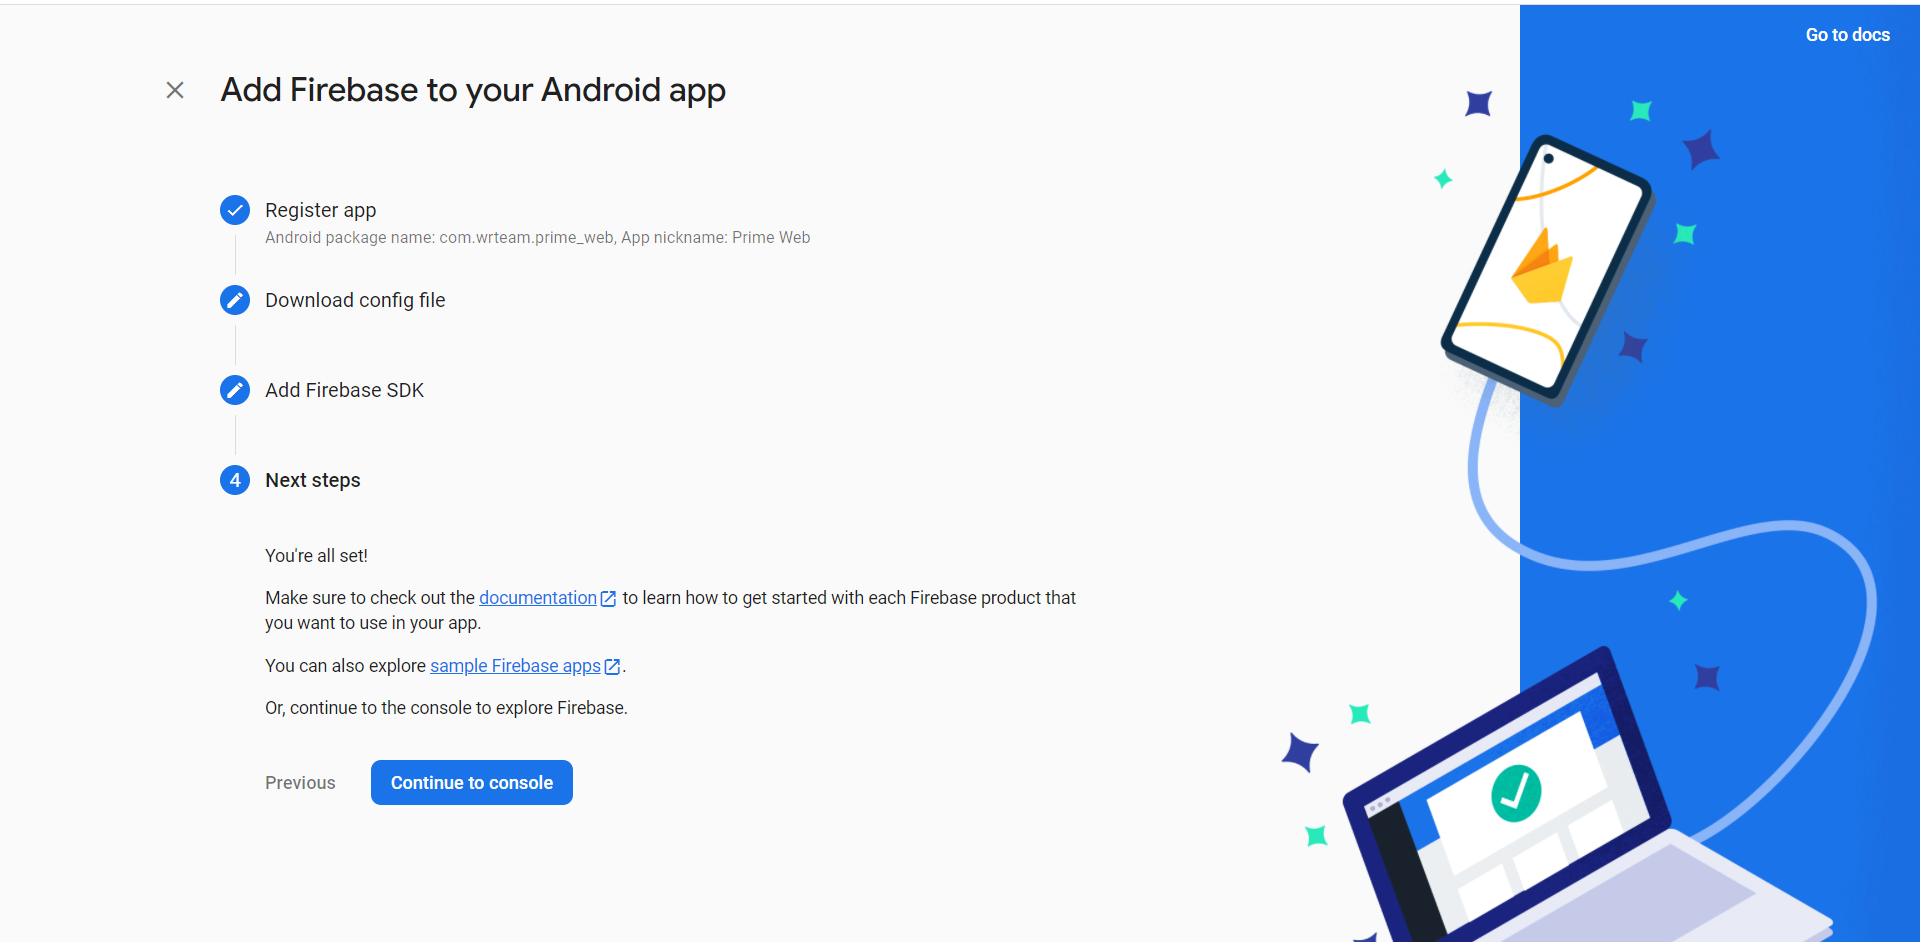 Go to docs
Add Firebase to your Android app
Register app
Android package name: com.wrteam.prime_web, App nickname: Prime Web
Download config file
Add Firebase SDK
4 Next steps
You're all set!
Make sure to check out the documentation to learn how to get started with each Firebase product that
you want to use in your app.
You can also explore sample Firebase apps.
Or, continue to the console to explore Firebase.
Previous Continue to console